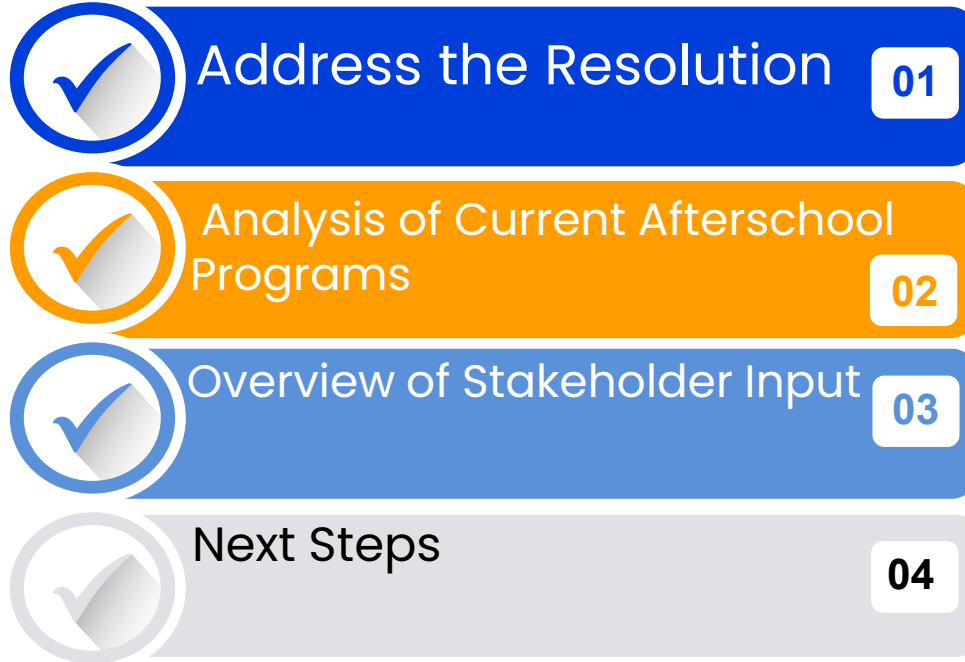 Address the Resolution
01
Analysis of Current Afterschool
Programs
02
Overview of Stakeholder Input
03
Next Steps
04